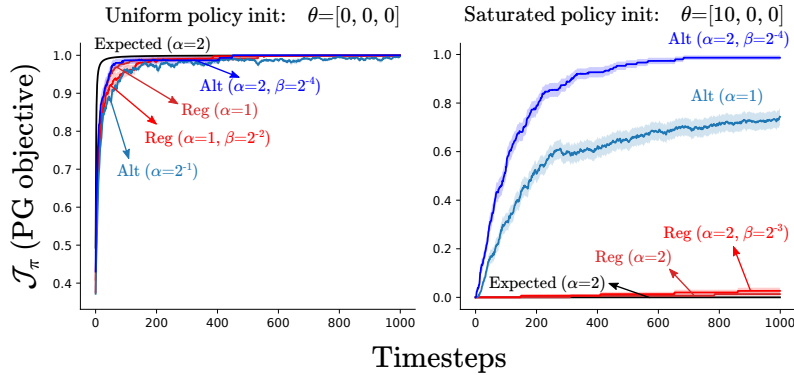 Uniform policy init: θ=[0, 0, 0]
Saturated policy init: θ=[10, 0, 0]
𝒥π (PG objective)
1.0
0.9
0.8
0.7
0.6
0.5
0.4
Expected (α=2)
Alt (α=2, β=2⁻⁴)
Reg (α=1)
Reg (α=1, β=2⁻²)
Alt (α=2⁻¹)
0 200 400 600 800 1000
1.0
0.8
0.6
0.4
0.2
0.0
Alt (α=2, β=2⁻⁴)
Alt (α=1)
Reg (α=2, β=2⁻³)
Reg (α=2)
Expected (α=2)
0 200 400 600 800 1000
Timesteps